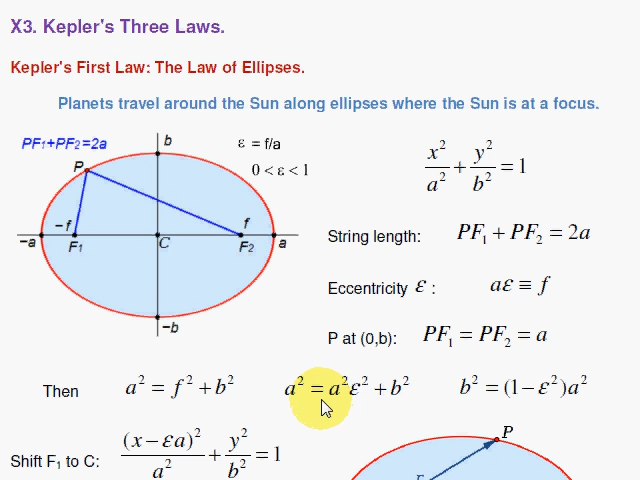 X3. Kepler's Three Laws.
Kepler's First Law: The Law of Ellipses.
Planets travel around the Sun along ellipses where the Sun is at a focus.
PF₁+PF₂=2a
b
ε = f/a
0 < ε < 1
P
-f
f
-a
F₁
C
F₂
a
-b
x²/a² + y²/b² = 1
String length: PF₁ + PF₂ = 2a
Eccentricity ε : aε ≡ f
P at (0,b): PF₁ = PF₂ = a
Then a² = f² + b² a² = a²ε² + b² b² = (1-ε²)a²
Shift F₁ to C: (x-εa)²/a² + y²/b² = 1
P
r